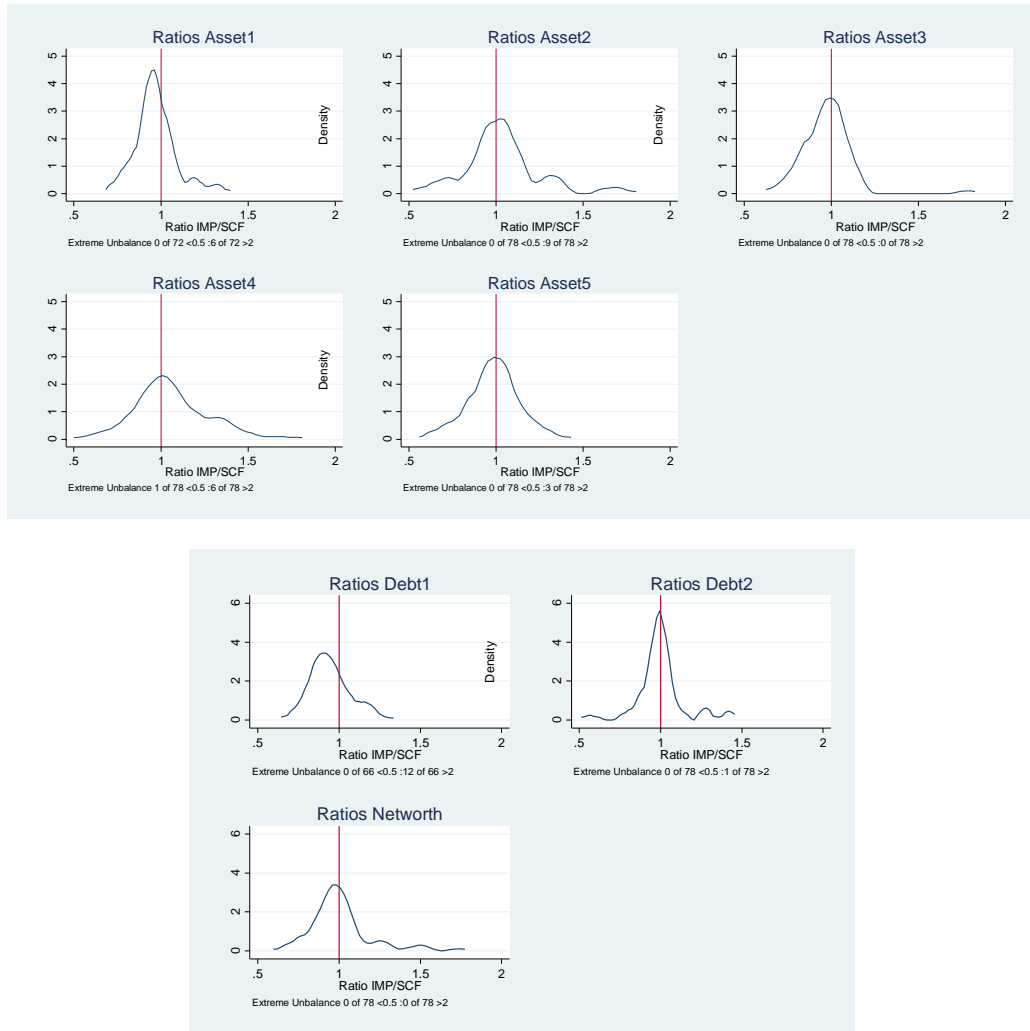 Ratios Asset1
5
4
3
2
1
0
.5 1 1.5 2
Ratio IMP/SCF
Extreme Unbalance 0 of 72 <0.5 :6 of 72 >2
Ratios Asset2
Density
5
4
3
2
1
0
.5 1 1.5 2
Ratio IMP/SCF
Extreme Unbalance 0 of 78 <0.5 :9 of 78 >2
Ratios Asset3
Density
5
4
3
2
1
0
.5 1 1.5 2
Ratio IMP/SCF
Extreme Unbalance 0 of 78 <0.5 :0 of 78 >2
Ratios Asset4
5
4
3
2
1
0
.5 1 1.5 2
Ratio IMP/SCF
Extreme Unbalance 1 of 78 <0.5 :6 of 78 >2
Ratios Asset5
Density
5
4
3
2
1
0
.5 1 1.5 2
Ratio IMP/SCF
Extreme Unbalance 0 of 78 <0.5 :3 of 78 >2
Ratios Debt1
6
4
2
0
.5 1 1.5 2
Ratio IMP/SCF
Extreme Unbalance 0 of 66 <0.5 :12 of 66 >2
Ratios Debt2
Density
6
4
2
0
.5 1 1.5 2
Ratio IMP/SCF
Extreme Unbalance 0 of 78 <0.5 :1 of 78 >2
Ratios Networth
6
4
2
0
.5 1 1.5 2
Ratio IMP/SCF
Extreme Unbalance 0 of 78 <0.5 :0 of 78 >2